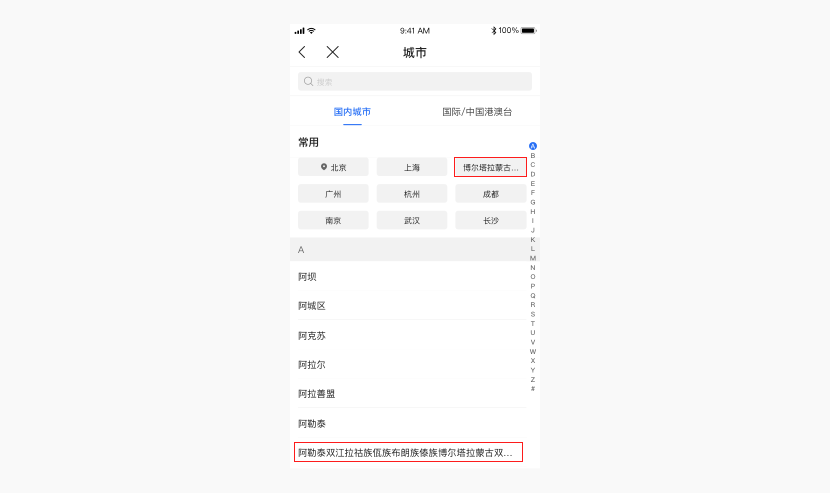 9:41 AM 100%
城市
搜索
国内城市 国际/中国港澳台
常用
北京 上海 博尔塔拉蒙古...
广州 杭州 成都
南京 武汉 长沙
A
阿坝
阿城区
阿克苏
阿拉尔
阿拉善盟
阿勒泰
阿勒泰双江拉祜族佤族布朗族傣族博尔塔拉蒙古双...
A
B
C
D
E
F
G
H
I
J
K
L
M
N
O
P
Q
R
S
T
U
V
W
X
Y
Z
#